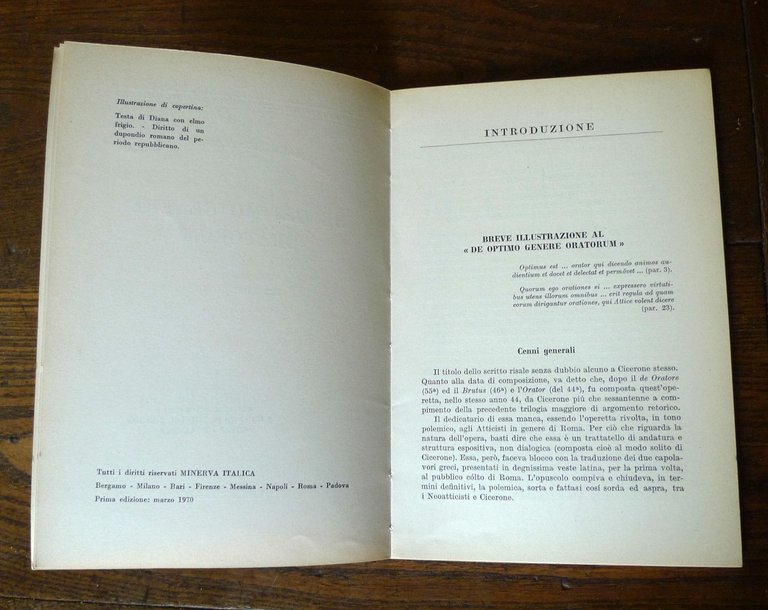 Illustrazione di copertina:
Testa di Diana con elmo
frigio. - Diritto di un
dupondio romano del pe-
riodo repubblicano.
Tutti i diritti riservati MINERVA ITALICA
Bergamo - Milano - Bari - Firenze - Messina - Napoli - Roma - Padova
Prima edizione: marzo 1970
INTRODUZIONE
BREVE ILLUSTRAZIONE AL
« DE OPTIMO GENERE ORATORUM »
Optimus est ... orator qui dicendo animos au-
dientium et docet et delectat et permŏvet ... (par. 3).
Quorum ego orationes si ... expressero virtuti-
bus utens illorum omnibus ... erit regula ad quam
eorum dirigantur orationes, qui Attice volent dicere
(par. 23).
Cenni generali
Il titolo dello scritto risale senza dubbio alcuno a Cicerone stesso.
Quanto alla data di composizione, va detto che, dopo il de Oratore
(55ª) ed il Brutus (46ª) e l'Orator (del 44ª), fu composta quest'ope-
retta, nello stesso anno 44, da Cicerone più che sessantenne a com-
pimento della precedente trilogia maggiore di argomento retorico.
Il dedicatario di essa manca, essendo l'operetta rivolta, in tono
polemico, agli Atticisti in genere di Roma. Per ciò che riguarda la
natura dell'opera, basti dire che essa è un trattatello di andatura e
struttura espositiva, non dialogica (composta cioè al modo solito di
Cicerone). Essa, però, faceva blocco con la traduzione dei due capola-
vori greci, presentati in degnissima veste latina, per la prima volta,
al pubblico cólto di Roma. L'opuscolo compiva e chiudeva, in ter-
mini definitivi, la polemica, sorta e fattasi così sorda ed aspra, tra
i Neoatticisti e Cicerone.